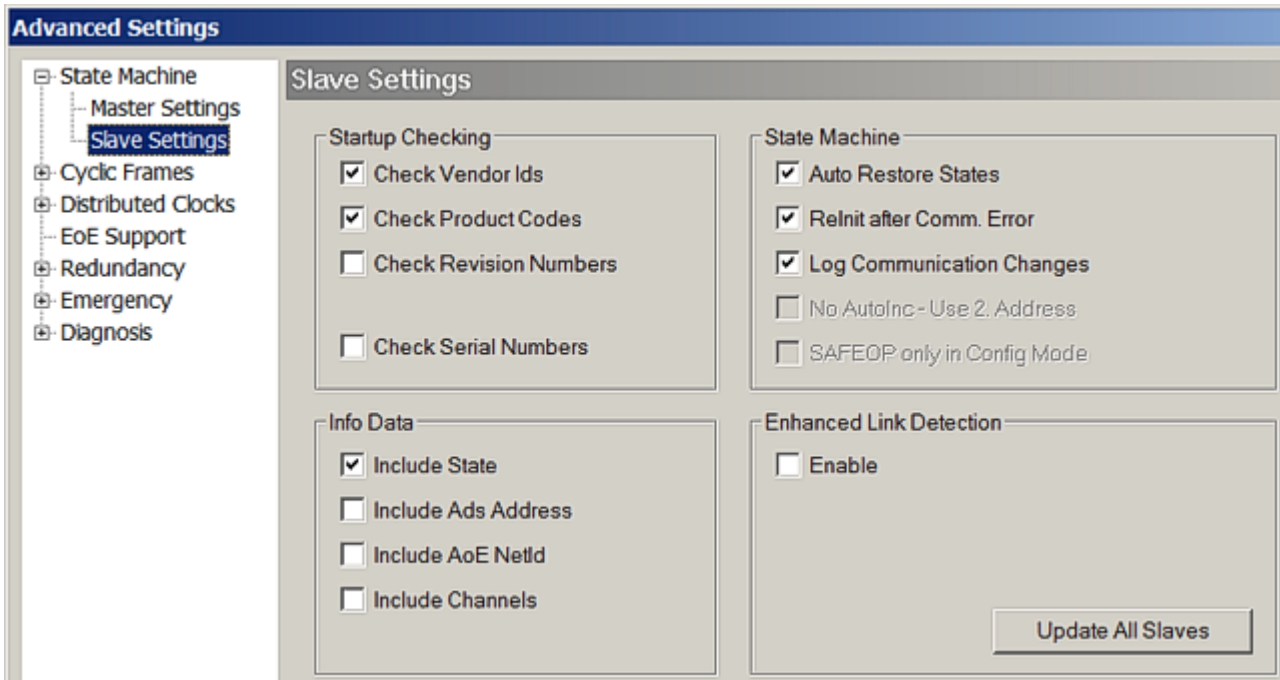 Advanced Settings
State Machine
Master Settings
Slave Settings
Cyclic Frames
Distributed Clocks
EoE Support
Redundancy
Emergency
Diagnosis
Slave Settings
Startup Checking
Check Vendor Ids
Check Product Codes
Check Revision Numbers
Check Serial Numbers
State Machine
Auto Restore States
ReInit after Comm. Error
Log Communication Changes
No AutoInc - Use 2. Address
SAFEOP only in Config Mode
Info Data
Include State
Include Ads Address
Include AoE NetId
Include Channels
Enhanced Link Detection
Enable
Update All Slaves